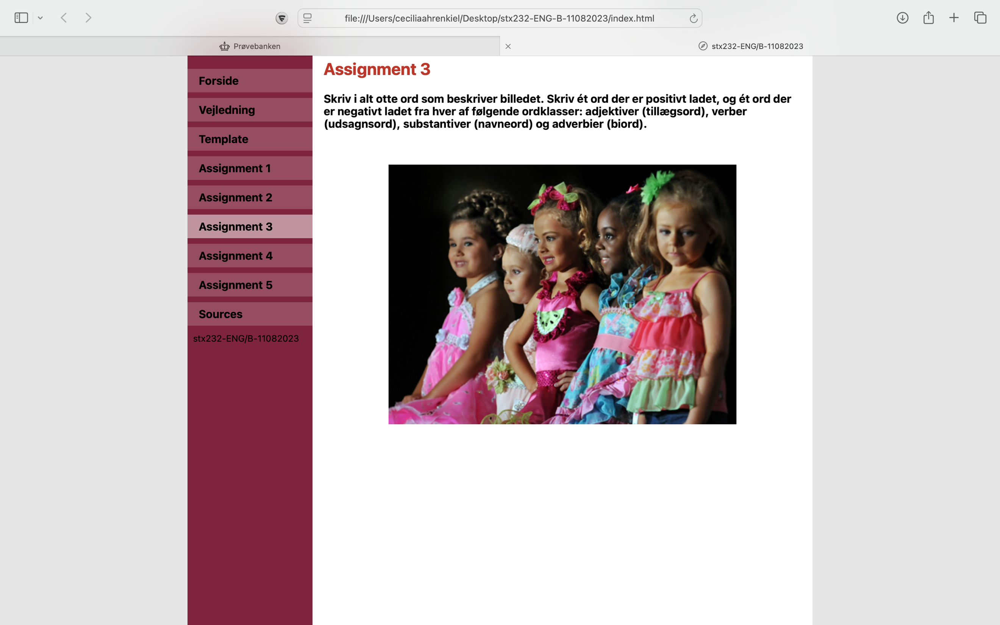 file:///Users/ceciliaahrenkiel/Desktop/stx232-ENG-B-11082023/index.html
Prøvebanken
stx232-ENG/B-11082023
Forside
Vejledning
Template
Assignment 1
Assignment 2
Assignment 3
Assignment 4
Assignment 5
Sources
stx232-ENG/B-11082023
Assignment 3
Skriv i alt otte ord som beskriver billedet. Skriv ét ord der er positivt ladet, og ét ord der
er negativt ladet fra hver af følgende ordklasser: adjektiver (tillægsord), verber
(udsagnsord), substantiver (navneord) og adverbier (biord).